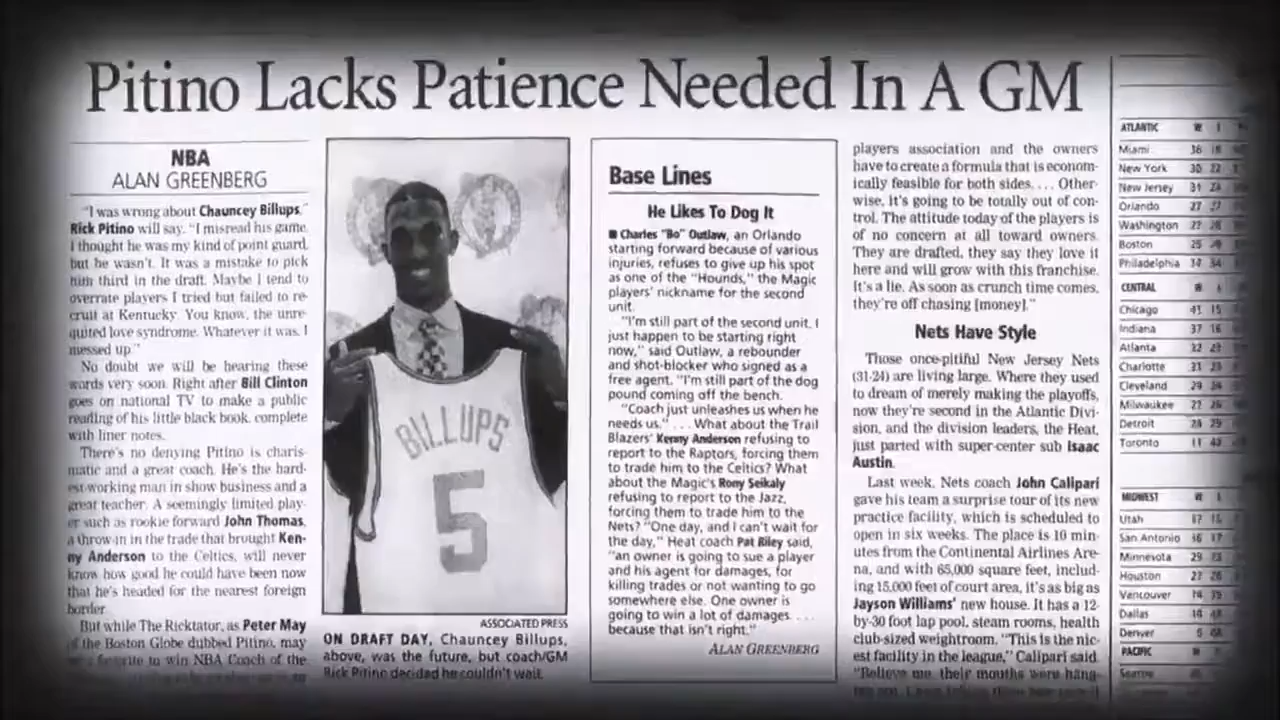 Pitino Lacks Patience Needed In A GM
NBA
ALAN GREENBERG
"I was wrong about Chauncey Billups,"
Rick Pitino will say. "I misread his game.
I thought he was my kind of point guard,
but he wasn't. It was a mistake to pick
him third in the draft. Maybe I tend to
overrate players I tried but failed to re-
cruit at Kentucky. You know, the unre-
quited love syndrome. Whatever it was, I
messed up."
No doubt we will be hearing these
words very soon. Right after Bill Clinton
goes on national TV to make a public
reading of his little black book, complete
with liner notes.
There's no denying Pitino is charis-
matic and a great coach. He's the hard-
est-working man in show business and a
great teacher. A seemingly limited play-
er such as rookie forward John Thomas,
a throw-in in the trade that brought Ken-
ny Anderson to the Celtics, will never
know how good he could have been now
that he's headed for the nearest foreign
border.
But while The Ricktator, as Peter May
of the Boston Globe dubbed Pitino, may
be a favorite to win NBA Coach of the
BILLUPS
5
ASSOCIATED PRESS
ON DRAFT DAY, Chauncey Billups,
above, was the future, but coach/GM
Rick Pitino decided he couldn't wait.
Base Lines
He Likes To Dog It
■ Charles "Bo" Outlaw, an Orlando
starting forward because of various
injuries, refuses to give up his spot
as one of the "Hounds," the Magic
players' nickname for the second
unit.
"I'm still part of the second unit. I
just happen to be starting right
now," said Outlaw, a rebounder
and shot-blocker who signed as a
free agent. "I'm still part of the dog
pound coming off the bench.
"Coach just unleashes us when he
needs us." . . . What about the Trail
Blazers' Kenny Anderson refusing to
report to the Raptors, forcing them
to trade him to the Celtics? What
about the Magic's Rony Seikaly
refusing to report to the Jazz,
forcing them to trade him to the
Nets? "One day, and I can't wait for
the day," Heat coach Pat Riley said,
"an owner is going to sue a player
and his agent for damages, for
killing trades or not wanting to go
somewhere else. One owner is
going to win a lot of damages . . .
because that isn't right."
ALAN GREENBERG
players association and the owners
have to create a formula that is econom-
ically feasible for both sides. . . . Other-
wise, it's going to be totally out of con-
trol. The attitude today of the players is
of no concern at all toward owners.
They are drafted, they say they love it
here and will grow with this franchise.
It's a lie. As soon as crunch time comes,
they're off chasing [money]."
Nets Have Style
Those once-pitiful New Jersey Nets
(31-24) are living large. Where they used
to dream of merely making the playoffs,
now they're second in the Atlantic Divi-
sion, and the division leaders, the Heat,
just parted with super-center sub Isaac
Austin.
Last week, Nets coach John Calipari
gave his team a surprise tour of its new
practice facility, which is scheduled to
open in six weeks. The place is 10 min-
utes from the Continental Airlines Are-
na, and with 65,000 square feet, includ-
ing 15,000 feet of court area, it's as big as
Jayson Williams' new house. It has a 12-
by-30 foot lap pool, steam rooms, health
club-sized weightroom. "This is the nic-
est facility in the league," Calipari said.
"Believe me, their mouths were hang-
ATLANTIC W L
Miami
New York
New Jersey 31 24
Orlando
Washington
Boston
Philadelphia
CENTRAL W L
Chicago
Indiana 37 16
Atlanta
Charlotte
Cleveland
Milwaukee
Detroit
Toronto
MIDWEST W L
Utah
San Antonio
Minnesota
Houston
Vancouver
Dallas
Denver
PACIFIC
Seattle